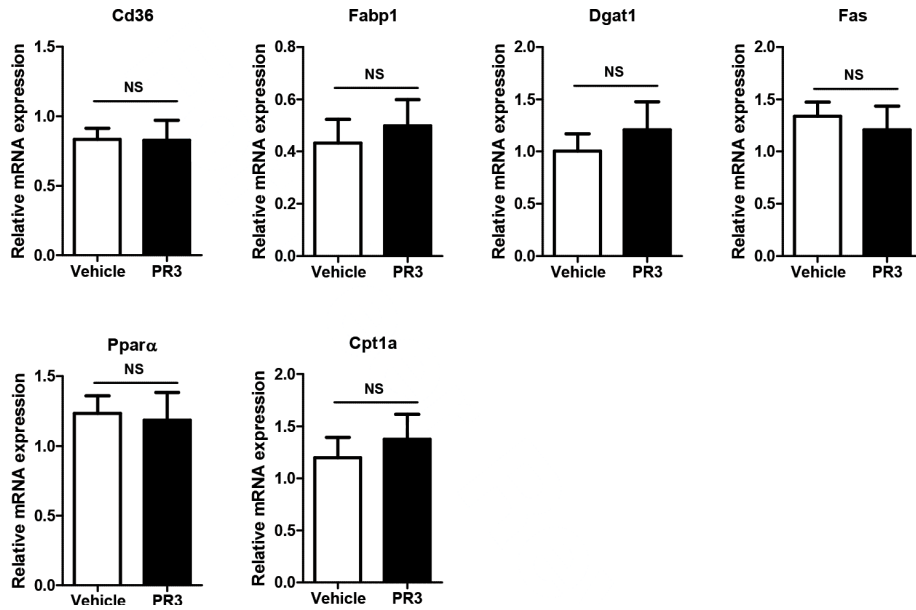 Cd36
Relative mRNA expression
1.5
1.0
0.5
0.0
NS
Vehicle PR3
Fabp1
Relative mRNA expression
0.8
0.6
0.4
0.2
0.0
NS
Vehicle PR3
Dgat1
Relative mRNA expression
2.0
1.5
1.0
0.5
0.0
NS
Vehicle PR3
Fas
Relative mRNA expression
2.0
1.5
1.0
0.5
0.0
NS
Vehicle PR3
Pparα
Relative mRNA expression
1.5
1.0
0.5
0.0
NS
Vehicle PR3
Cpt1a
Relative mRNA expression
2.0
1.5
1.0
0.5
0.0
NS
Vehicle PR3